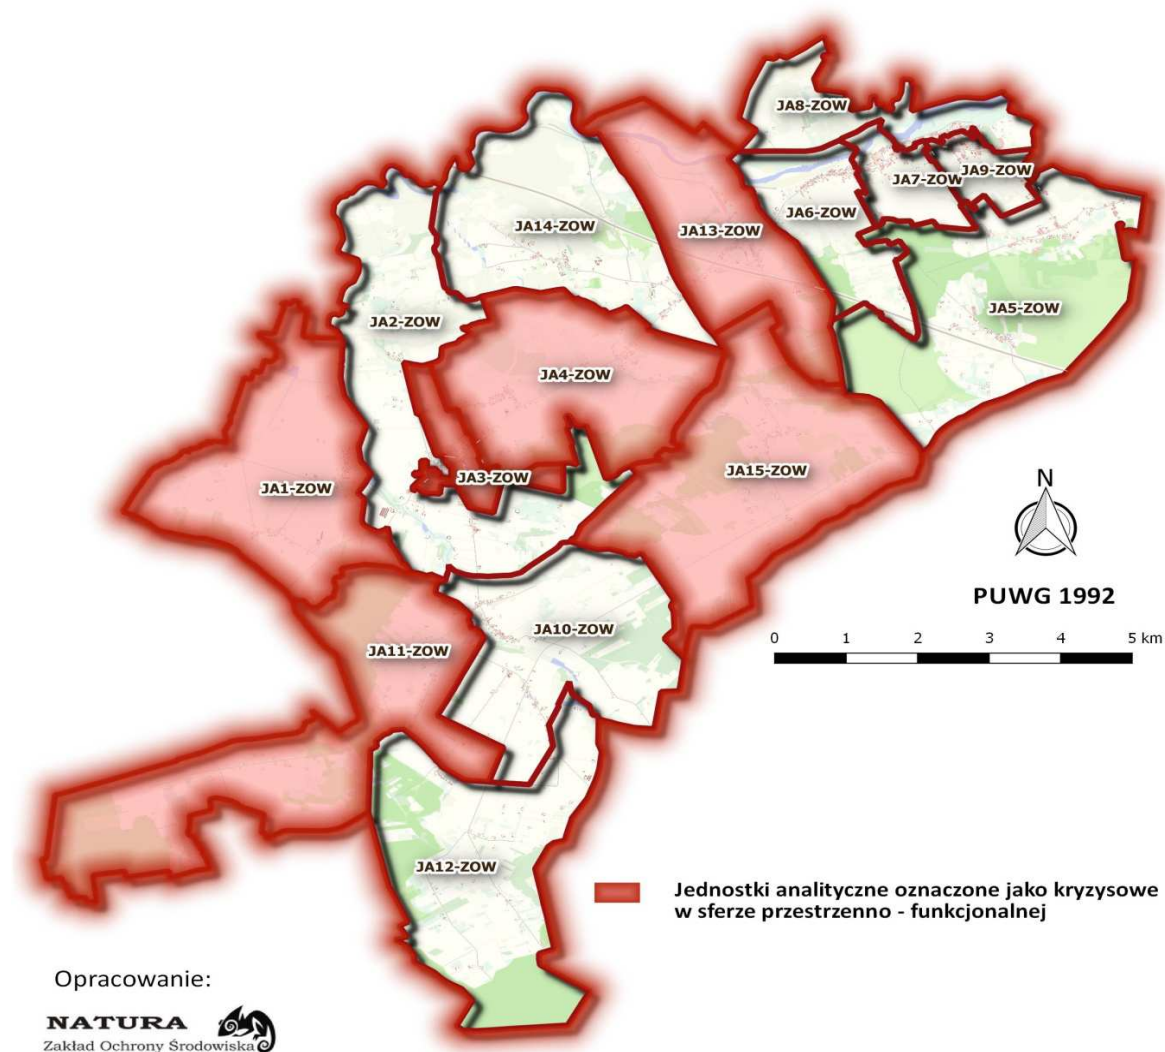 JA8-ZOW
JA7-ZOW
JA9-ZOW
JA6-ZOW
JA14-ZOW
JA13-ZOW
JA5-ZOW
JA2-ZOW
JA4-ZOW
JA3-ZOW
JA15-ZOW
JA1-ZOW
N
PUWG 1992
0 1 2 3 4 5 km
JA10-ZOW
JA11-ZOW
JA12-ZOW
Jednostki analityczne oznaczone jako kryzysowe
w sferze przestrzenno - funkcjonalnej
Opracowanie:
NATURA
Zakład Ochrony Środowiska